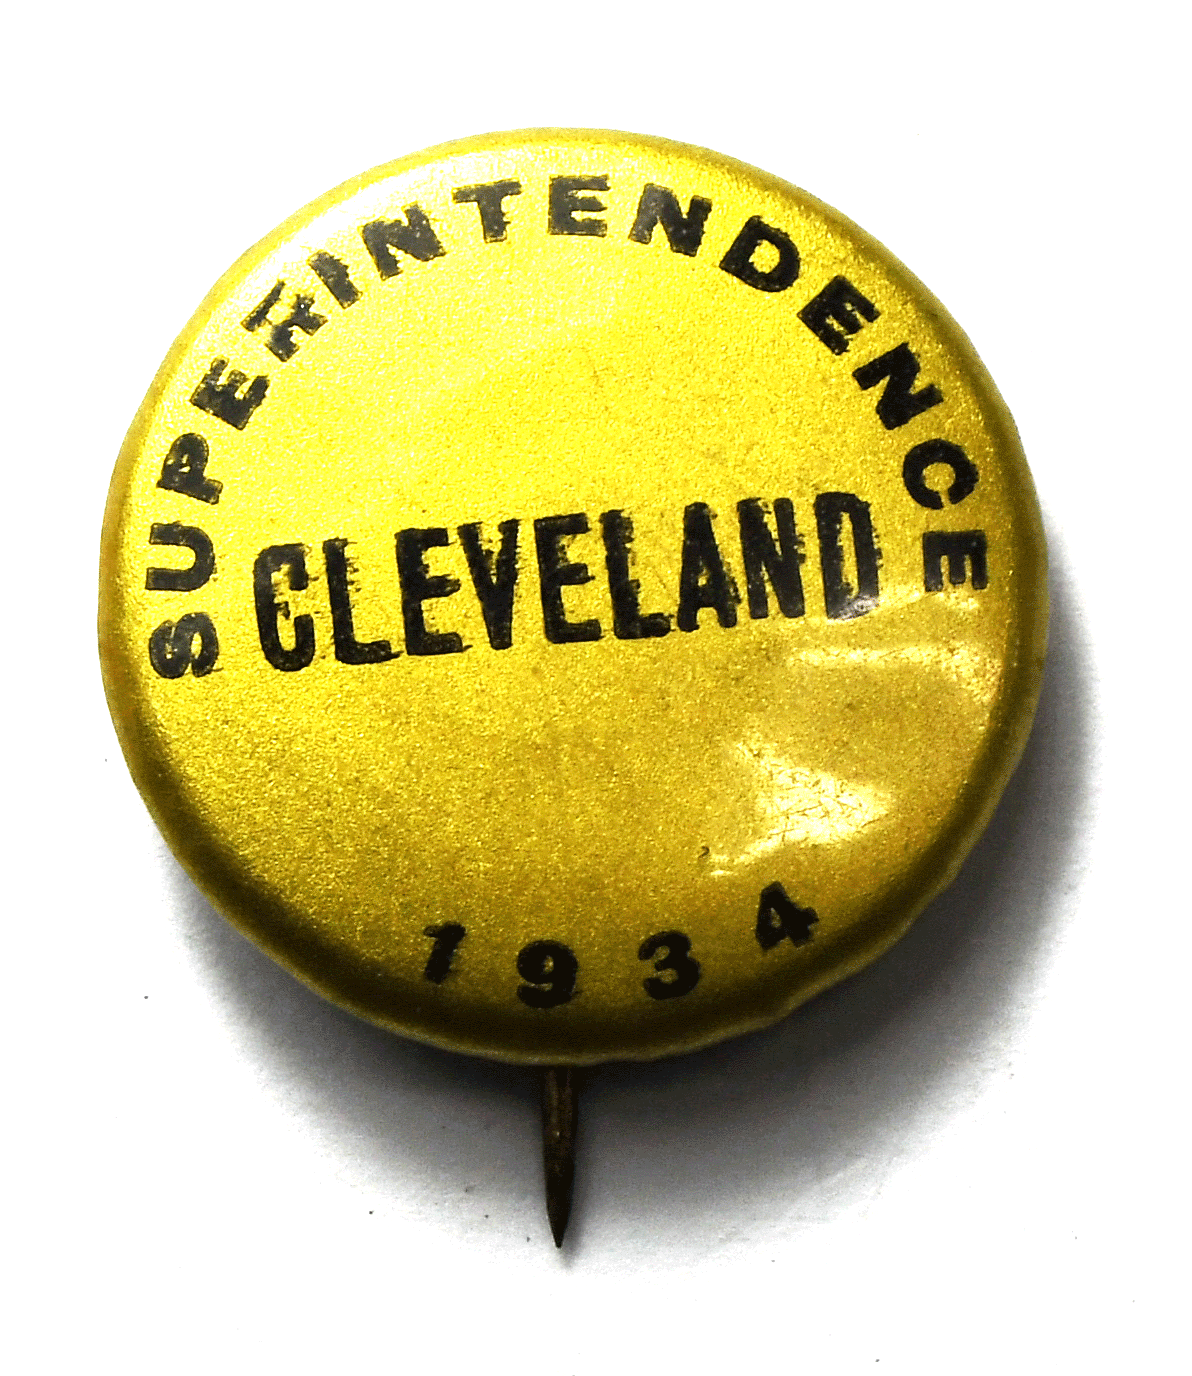 SUPERINTENDENCE
CLEVELAND
1934